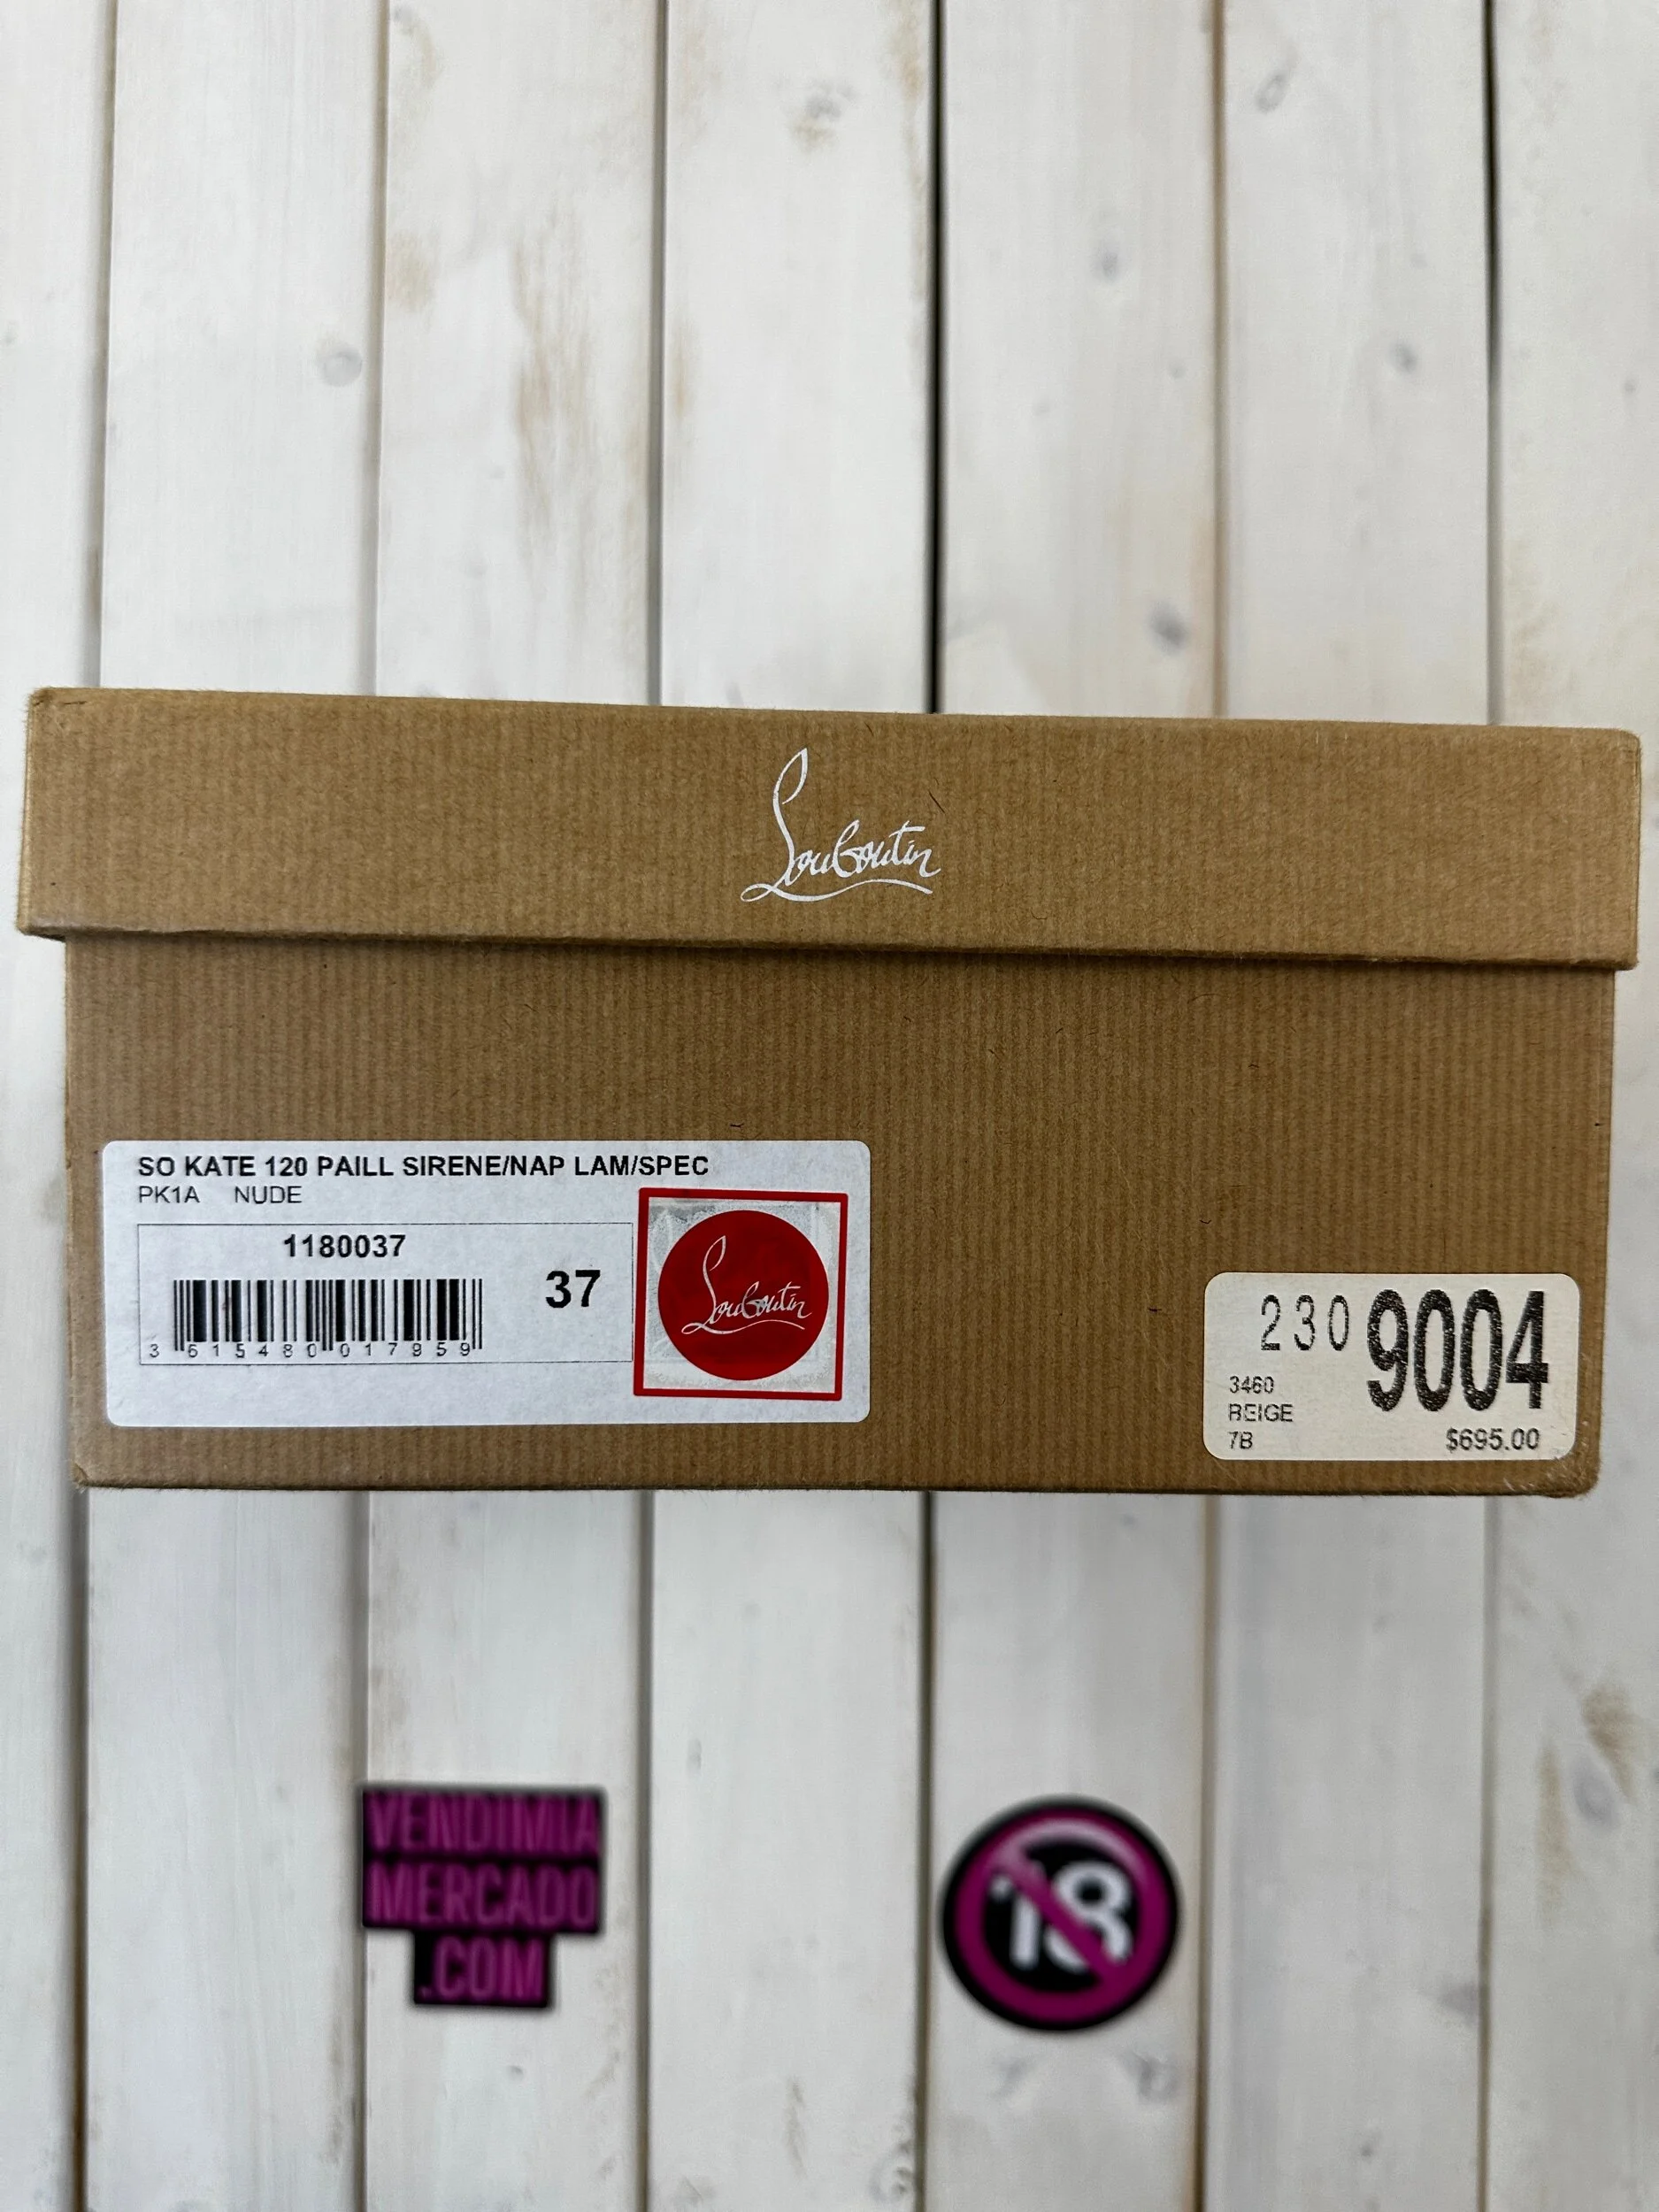 Louboutin
SO KATE 120 PAILL SIRENE/NAP LAM/SPEC
PK1A NUDE
1180037
37
3 615480 017959
Louboutin
230 9004
3460
BEIGE
7B $695.00
VENDIMIA
MERCADO
.COM
18